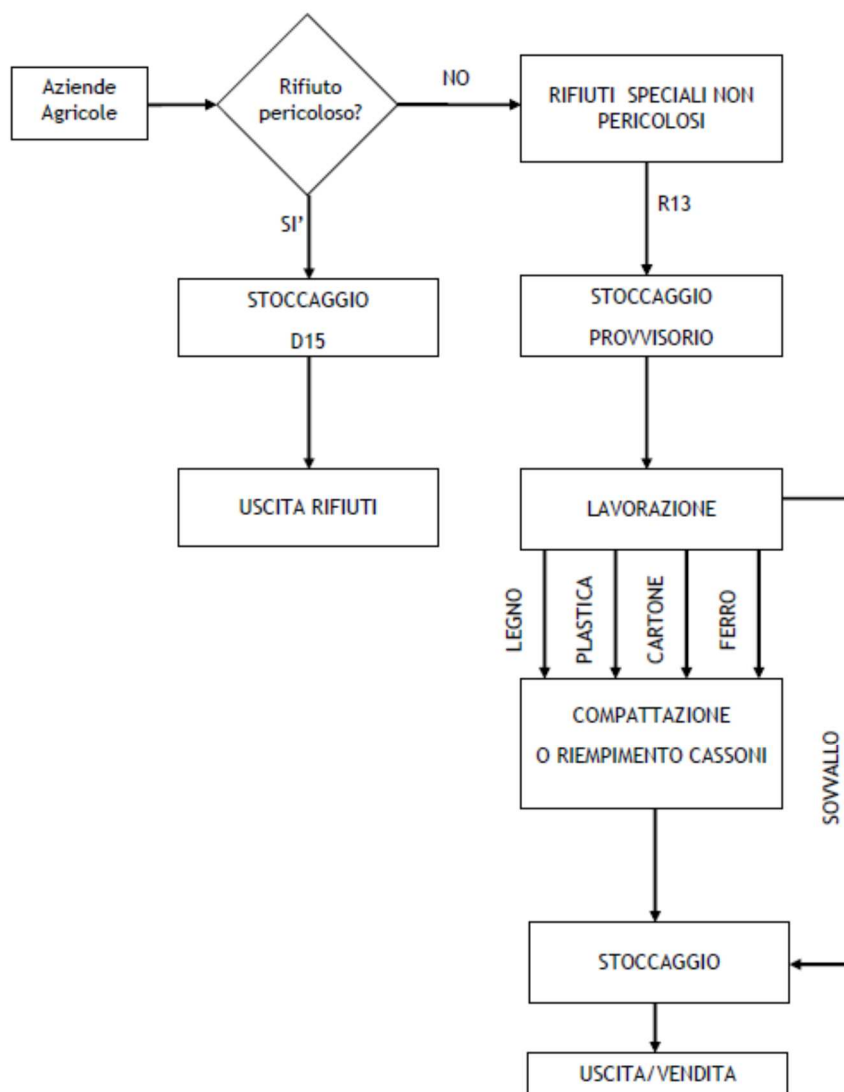 Aziende
Agricole
Rifiuto
pericoloso?
NO
RIFIUTI SPECIALI NON
PERICOLOSI
SI'
R13
STOCCAGGIO
D15
STOCCAGGIO
PROVVISORIO
USCITA RIFIUTI
LAVORAZIONE
LEGNO
PLASTICA
CARTONE
FERRO
COMPATTAZIONE
O RIEMPIMENTO CASSONI
SOVVALLO
STOCCAGGIO
USCITA/VENDITA